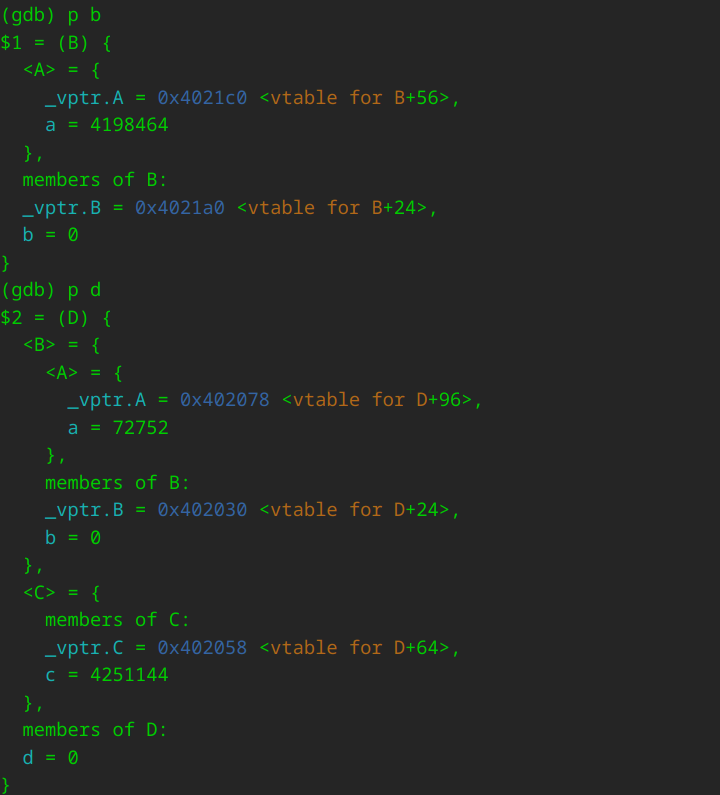 (gdb) p b
$1 = (B) {
  <A> = {
    _vptr.A = 0x4021c0 <vtable for B+56>,
    a = 4198464
  },
  members of B:
  _vptr.B = 0x4021a0 <vtable for B+24>,
  b = 0
}
(gdb) p d
$2 = (D) {
  <B> = {
    <A> = {
      _vptr.A = 0x402078 <vtable for D+96>,
      a = 72752
    },
    members of B:
    _vptr.B = 0x402030 <vtable for D+24>,
    b = 0
  },
  <C> = {
    members of C:
    _vptr.C = 0x402058 <vtable for D+64>,
    c = 4251144
  },
  members of D:
  d = 0
}